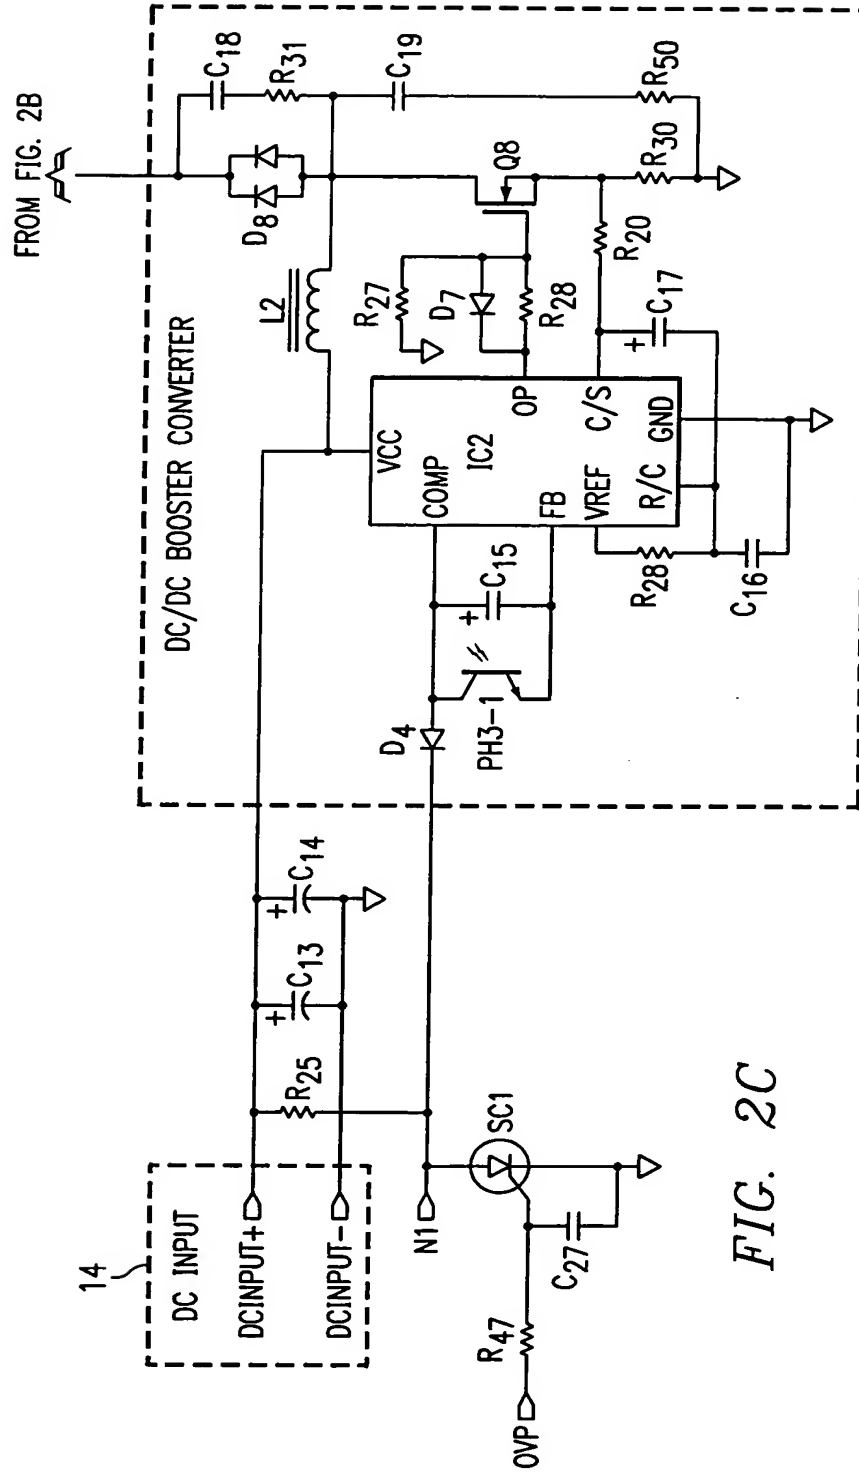 FROM FIG. 2B
DC/DC BOOSTER CONVERTER
C18
R31
D8
L2
C19
R50
R30
Q8
R27
D7
R28
R20
C17
VCC
COMP
IC2
OP
C/S
FB
VREF
R/C
GND
C15
R28
C16
D4
PH3-1
C14
C13
R25
14
DC INPUT
DCINPUT+
DCINPUT-
N1
SC1
C27
R47
OVP
FIG. 2C